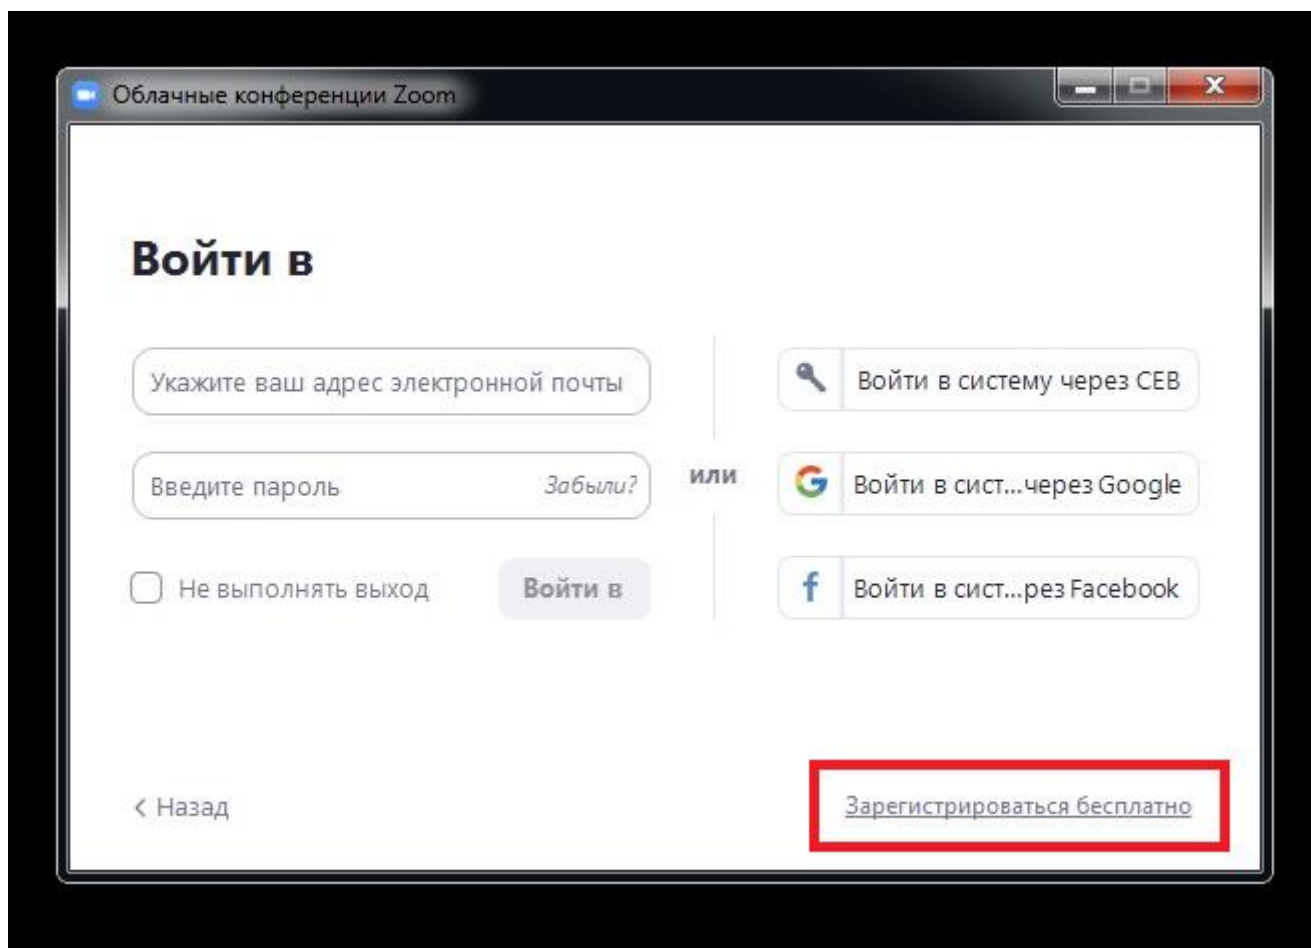 Облачные конференции Zoom
Войти в
Укажите ваш адрес электронной почты
Введите пароль Забыли?
Не выполнять выход Войти в
или
Войти в систему через СЕВ
Войти в сист...через Google
Войти в сист...рез Facebook
< Назад
Зарегистрироваться бесплатно